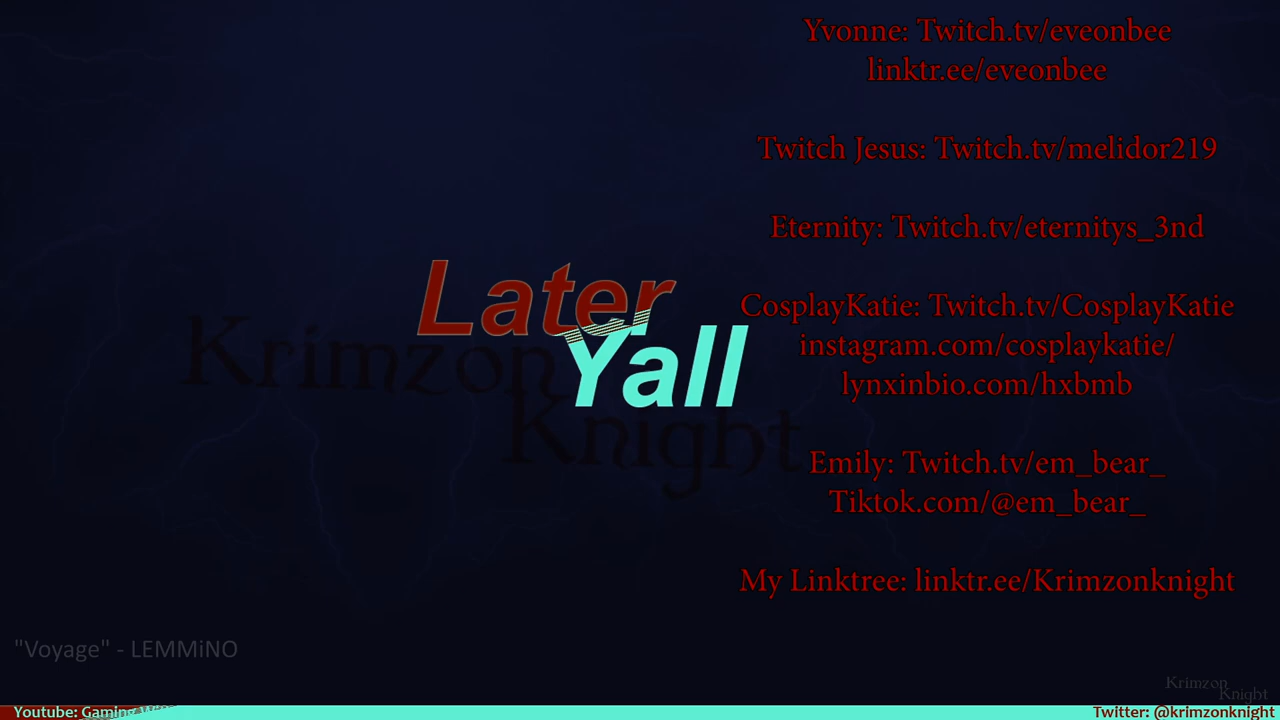 Yvonne: Twitch.tv/eveonbee
linktr.ee/eveonbee
Twitch Jesus: Twitch.tv/melidor219
Eternity: Twitch.tv/eternitys_3nd
CosplayKatie: Twitch.tv/CosplayKatie
instagram.com/cosplaykatie/
lynxinbio.com/hxbmb
Emily: Twitch.tv/em_bear_
Tiktok.com/@em_bear_
My Linktree: linktr.ee/Krimzonknight
Later
Yall
Krimzon
Knight
"Voyage" - LEMMiNO
Krimzon
Knight
Youtube: Gaming
Twitter: @krimzonknight